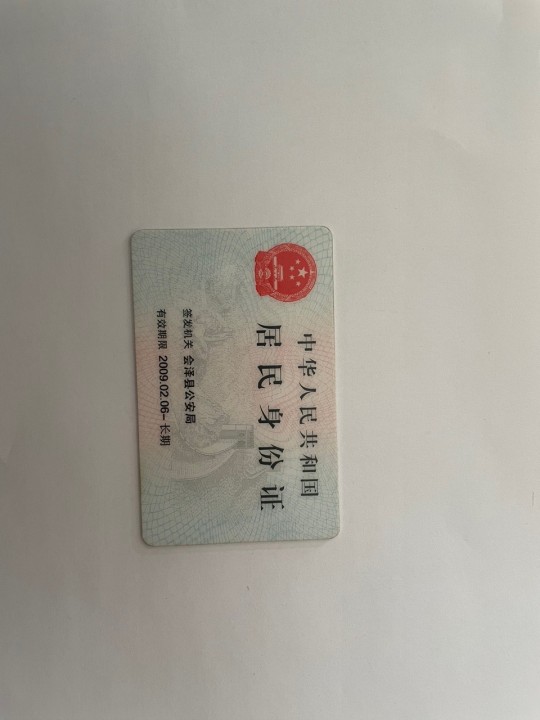 中华人民共和国
居民身份证
签发机关 会泽县公安局
有效期限 2009.02.06-长期